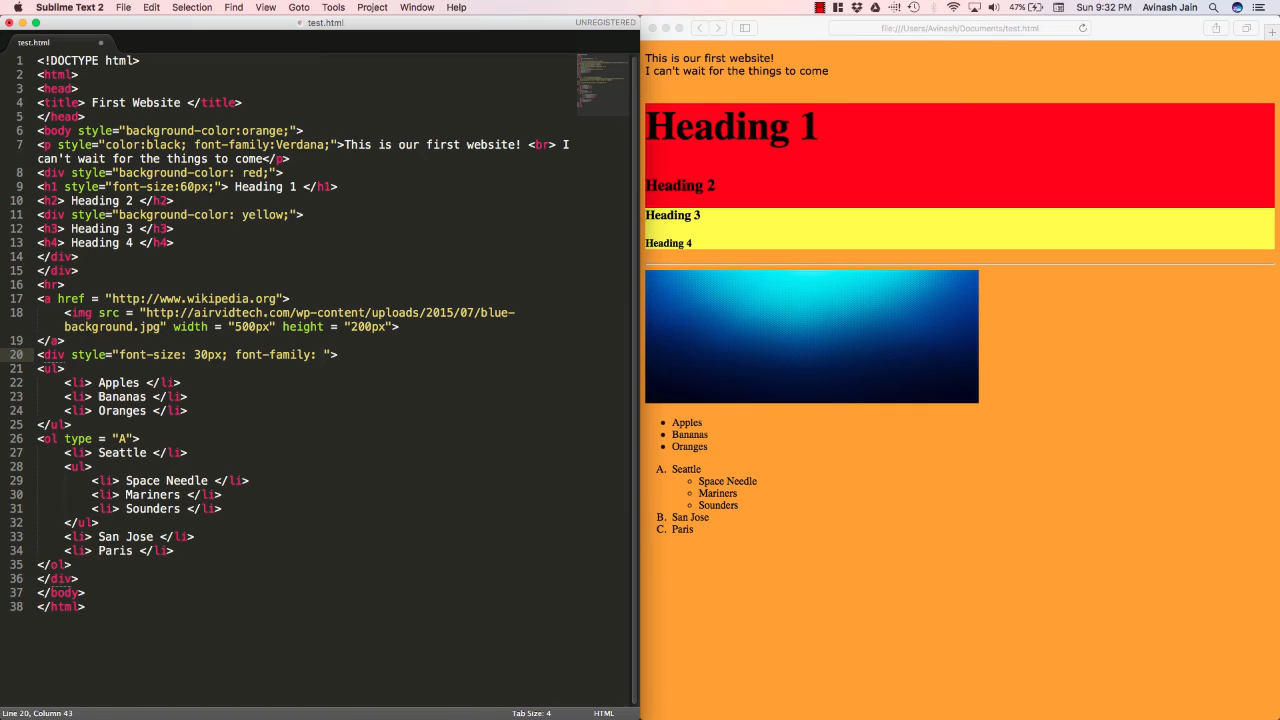 Sublime Text 2 File Edit Selection Find View Goto Tools Project Window Help 47% Sun 9:32 PM Avinash Jain
test.html UNREGISTERED
file:///Users/Avinash/Documents/test.html
test.html
1 <!DOCTYPE html>
2 <html>
3 <head>
4 <title> First Website </title>
5 </head>
6 <body style="background-color:orange;">
7 <p style="color:black; font-family:Verdana;">This is our first website! <br> I
can't wait for the things to come</p>
8 <div style="background-color: red;">
9 <h1 style="font-size:60px;"> Heading 1 </h1>
10 <h2> Heading 2 </h2>
11 <div style="background-color: yellow;">
12 <h3> Heading 3 </h3>
13 <h4> Heading 4 </h4>
14 </div>
15 </div>
16 <hr>
17 <a href = "http://www.wikipedia.org">
18 <img src = "http://airvidtech.com/wp-content/uploads/2015/07/blue-
background.jpg" width = "500px" height = "200px">
19 </a>
20 <div style="font-size: 30px; font-family: ">
21 <ul>
22 <li> Apples </li>
23 <li> Bananas </li>
24 <li> Oranges </li>
25 </ul>
26 <ol type = "A">
27 <li> Seattle </li>
28 <ul>
29 <li> Space Needle </li>
30 <li> Mariners </li>
31 <li> Sounders </li>
32 </ul>
33 <li> San Jose </li>
34 <li> Paris </li>
35 </ol>
36 </div>
37 </body>
38 </html>
Line 20, Column 43 Tab Size: 4 HTML
This is our first website!
I can't wait for the things to come
Heading 1
Heading 2
Heading 3
Heading 4
• Apples
• Bananas
• Oranges
A. Seattle
◦ Space Needle
◦ Mariners
◦ Sounders
B. San Jose
C. Paris